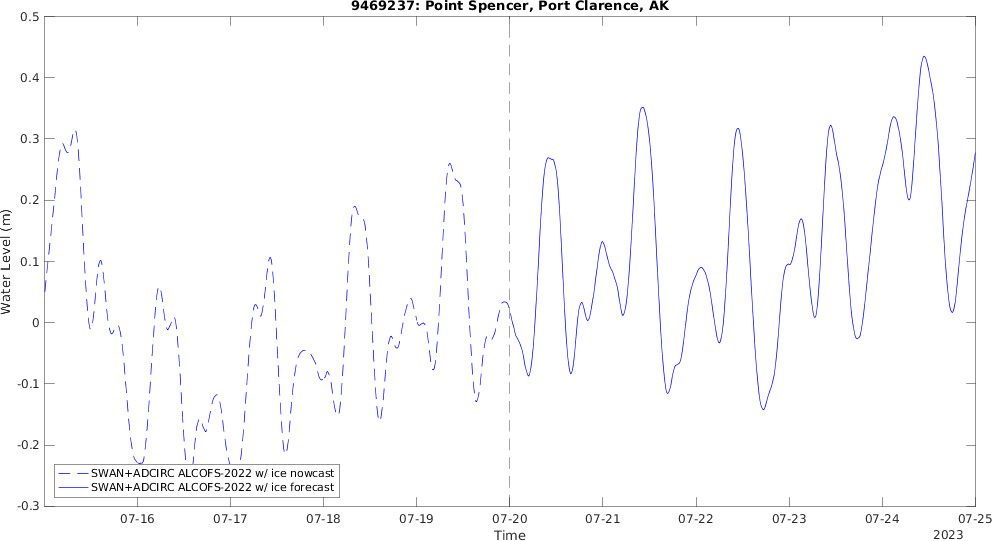 9469237: Point Spencer, Port Clarence, AK
0.5
0.4
0.3
0.2
0.1
0
-0.1
-0.2
-0.3
Water Level (m)
SWAN+ADCIRC ALCOFS-2022 w/ ice nowcast
SWAN+ADCIRC ALCOFS-2022 w/ ice forecast
07-16 07-17 07-18 07-19 07-20 07-21 07-22 07-23 07-24 07-25
Time
2023